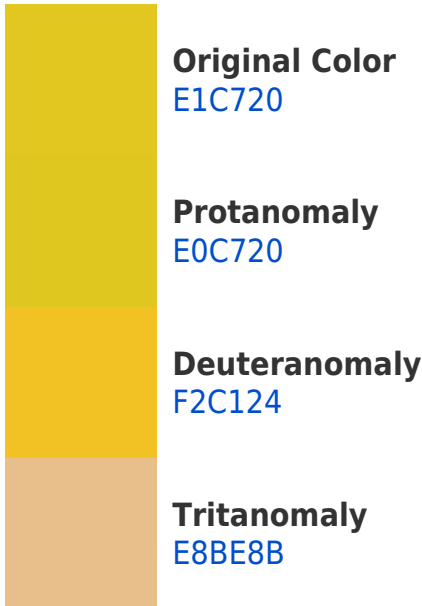 Original Color
E1C720
Protanomaly
E0C720
Deuteranomaly
F2C124
Tritanomaly
E8BE8B